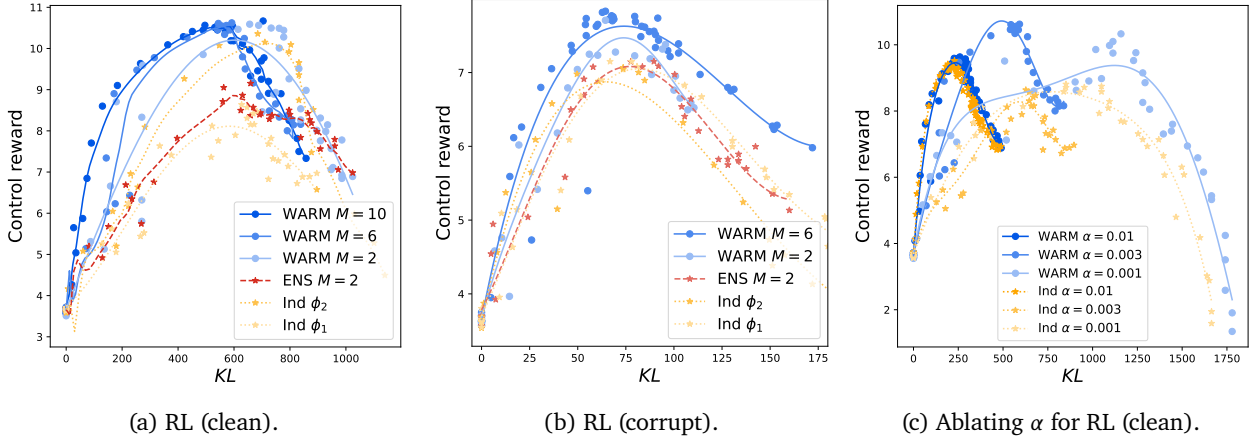 Control reward
11
10
9
8
7
6
5
4
3
0
200
400
600
800
1000
KL
WARM M = 10
WARM M = 6
WARM M = 2
ENS M = 2
Ind ϕ₂
Ind ϕ₁
(a) RL (clean).
Control reward
7
6
5
4
0
25
50
75
100
125
150
175
KL
WARM M = 6
WARM M = 2
ENS M = 2
Ind ϕ₂
Ind ϕ₁
(b) RL (corrupt).
Control reward
10
8
6
4
2
0
250
500
750
1000
1250
1500
1750
KL
WARM α = 0.01
WARM α = 0.003
WARM α = 0.001
Ind α = 0.01
Ind α = 0.003
Ind α = 0.001
(c) Ablating α for RL (clean).